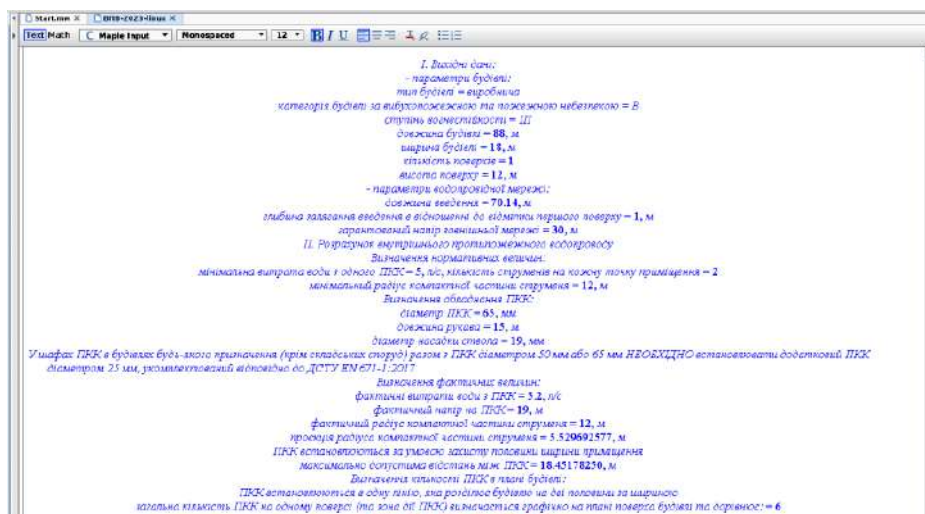 Start.mw
ВПВ-2023-linux
Text Math C Maple Input Monospaced 12 B I U
I. Вихідні дані:
- параметри будівлі:
тип будівлі = виробнича
категорія будівлі за вибухопожежною та пожежною небезпекою = В
ступінь вогнестійкості = III
довжина будівлі = 88, м
ширина будівлі = 18, м
кількість поверхів = 1
висота поверху = 12, м
- параметри водопровідної мережі:
довжина введення = 70.14, м
глибина залягання введення в відношенні до відмітки першого поверху = 1, м
гарантований напір зовнішньої мережі = 30, м
II. Розрахунок внутрішнього протипожежного водопроводу
Визначення нормативних величин:
мінімальна витрата води з одного ПКК = 5, л/с, кількість струменів на кожну точку приміщення = 2
мінімальний радіус компактної частини струменя = 12, м
Визначення обладнання ПКК:
діаметр ПКК = 65, мм
довжина рукава = 15, м
діаметр насадки ствола = 19, мм
У шафах ПКК в будівлях будь-якого призначення (крім складських споруд) разом з ПКК діаметром 50 мм або 65 мм НЕОБХІДНО встановлювати додатковий ПКК
діаметром 25 мм, укомплектований відповідно до ДСТУ EN 671-1:2017
Визначення фактичних величин:
фактичні витрати води з ПКК = 5.2, л/с
фактичний напір на ПКК = 19, м
фактичний радіус компактної частини струменя = 12, м
проекція радіуса компактної частини струменя = 5.529692577, м
ПКК встановлюються за умовою захисту половини ширини приміщення
максимально допустима відстань між ПКК = 18.45178250, м
Визначення кількості ПКК в плані будівлі:
ПКК встановлюються в одну лінію, яка розділяє будівлю на дві половини за шириною
загальна кількість ПКК на одному поверсі (та зона дії ПКК) визначається графічно на плані поверха будівлі та дорівнює: = 6